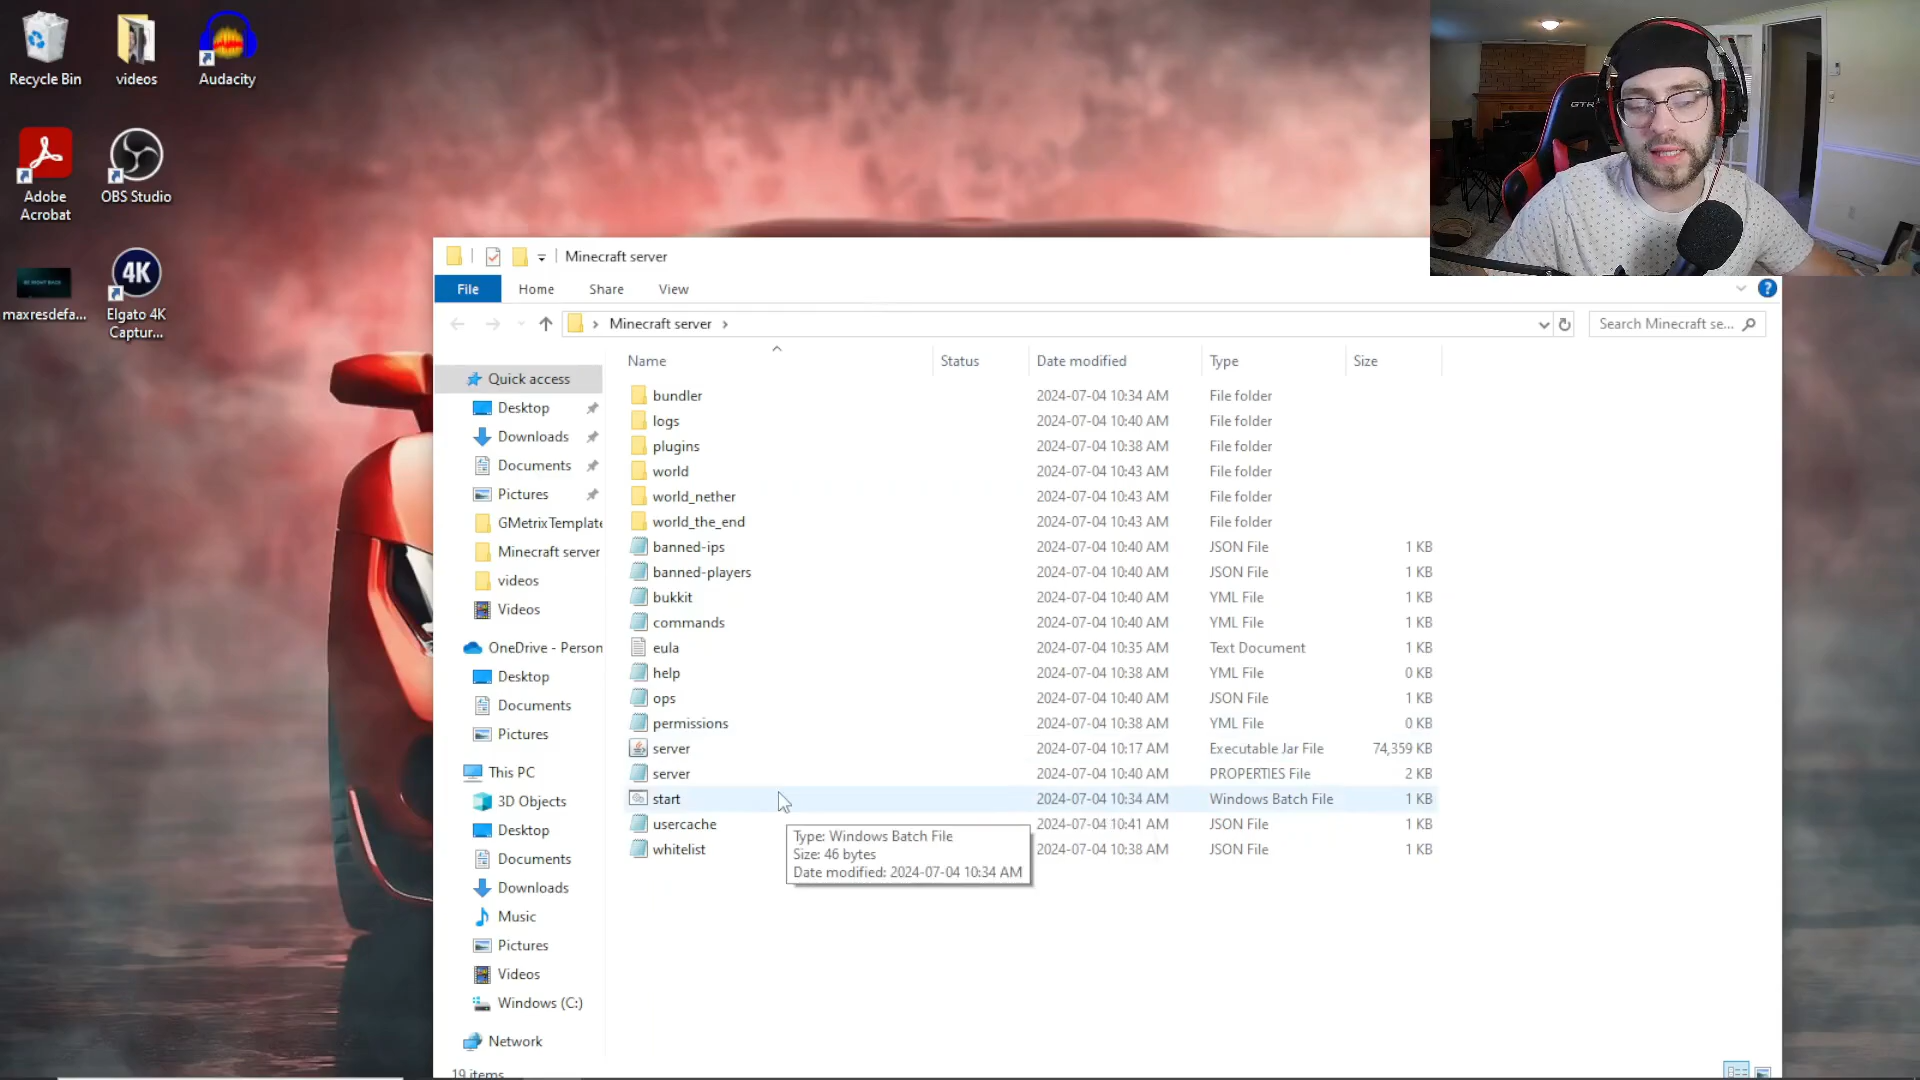 Recycle Bin
videos
Audacity
Adobe
Acrobat
OBS Studio
BE RIGHT BACK
maxresdefa...
4K
Elgato 4K
Captur...
GTR
Minecraft server
File
Home
Share
View
Minecraft server
Search Minecraft se...
Name
Status
Date modified
Type
Size
Quick access
Desktop
Downloads
Documents
Pictures
GMetrixTemplate
Minecraft server
videos
Videos
OneDrive - Person
Desktop
Documents
Pictures
This PC
3D Objects
Desktop
Documents
Downloads
Music
Pictures
Videos
Windows (C:)
Network
bundler 2024-07-04 10:34 AM File folder
logs 2024-07-04 10:40 AM File folder
plugins 2024-07-04 10:38 AM File folder
world 2024-07-04 10:43 AM File folder
world_nether 2024-07-04 10:43 AM File folder
world_the_end 2024-07-04 10:43 AM File folder
banned-ips 2024-07-04 10:40 AM JSON File 1 KB
banned-players 2024-07-04 10:40 AM JSON File 1 KB
bukkit 2024-07-04 10:40 AM YML File 1 KB
commands 2024-07-04 10:40 AM YML File 1 KB
eula 2024-07-04 10:35 AM Text Document 1 KB
help 2024-07-04 10:38 AM YML File 0 KB
ops 2024-07-04 10:40 AM JSON File 1 KB
permissions 2024-07-04 10:38 AM YML File 0 KB
server 2024-07-04 10:17 AM Executable Jar File 74,359 KB
server 2024-07-04 10:40 AM PROPERTIES File 2 KB
start 2024-07-04 10:34 AM Windows Batch File 1 KB
usercache 2024-07-04 10:41 AM JSON File 1 KB
whitelist 2024-07-04 10:38 AM JSON File 1 KB
Type: Windows Batch File
Size: 46 bytes
Date modified: 2024-07-04 10:34 AM
19 items